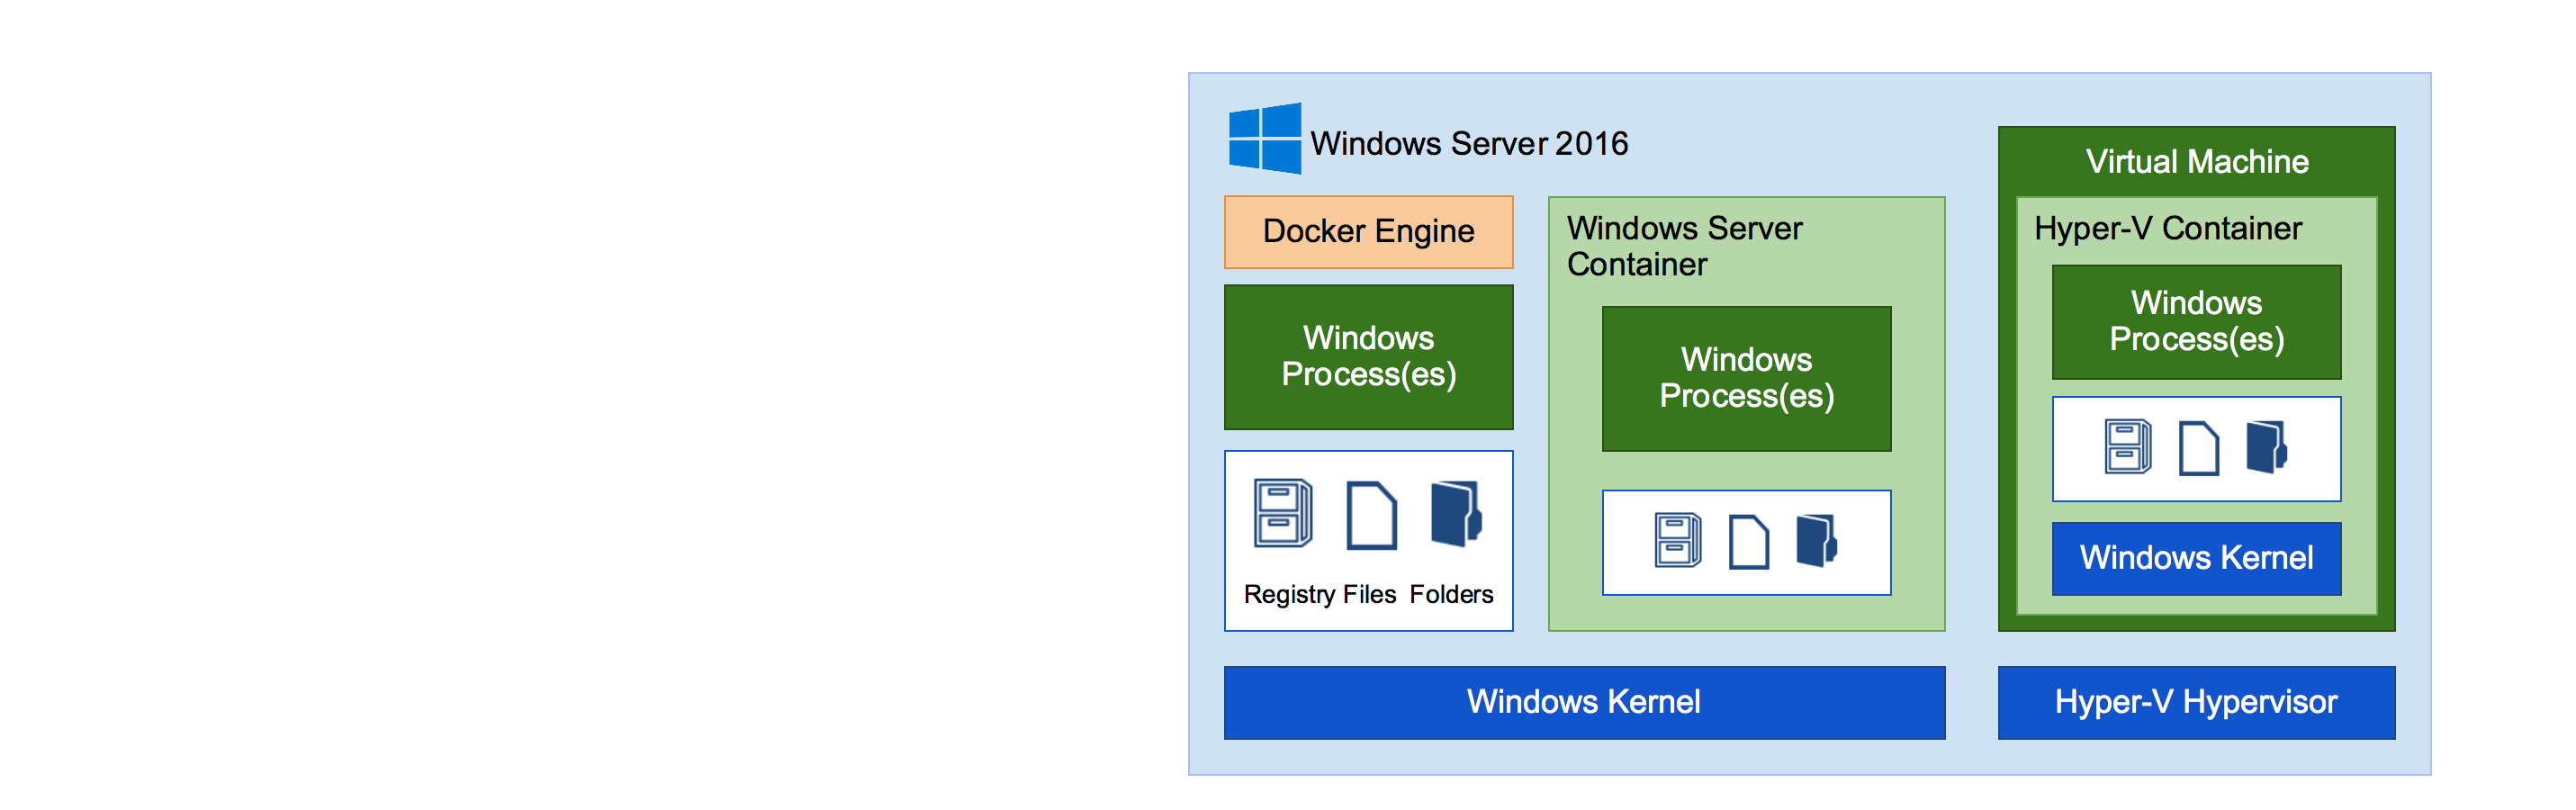 Windows Server 2016
Docker Engine
Windows
Process(es)
Registry Files Folders
Windows Server
Container
Windows
Process(es)
Windows Kernel
Virtual Machine
Hyper-V Container
Windows
Process(es)
Windows Kernel
Hyper-V Hypervisor